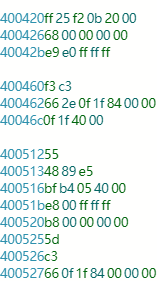 400420ff 25 f2 0b 20 00
40042668 00 00 00 00
40042be9 e0 ff ff ff
400460f3 c3
40046266 2e 0f 1f 84 00 00
40046c0f 1f 40 00
40051255
40051348 89 e5
400516bf b4 05 40 00
40051be8 00 ff ff ff
400520b8 00 00 00 00
4005255d
400526c3
40052766 0f 1f 84 00 00 00